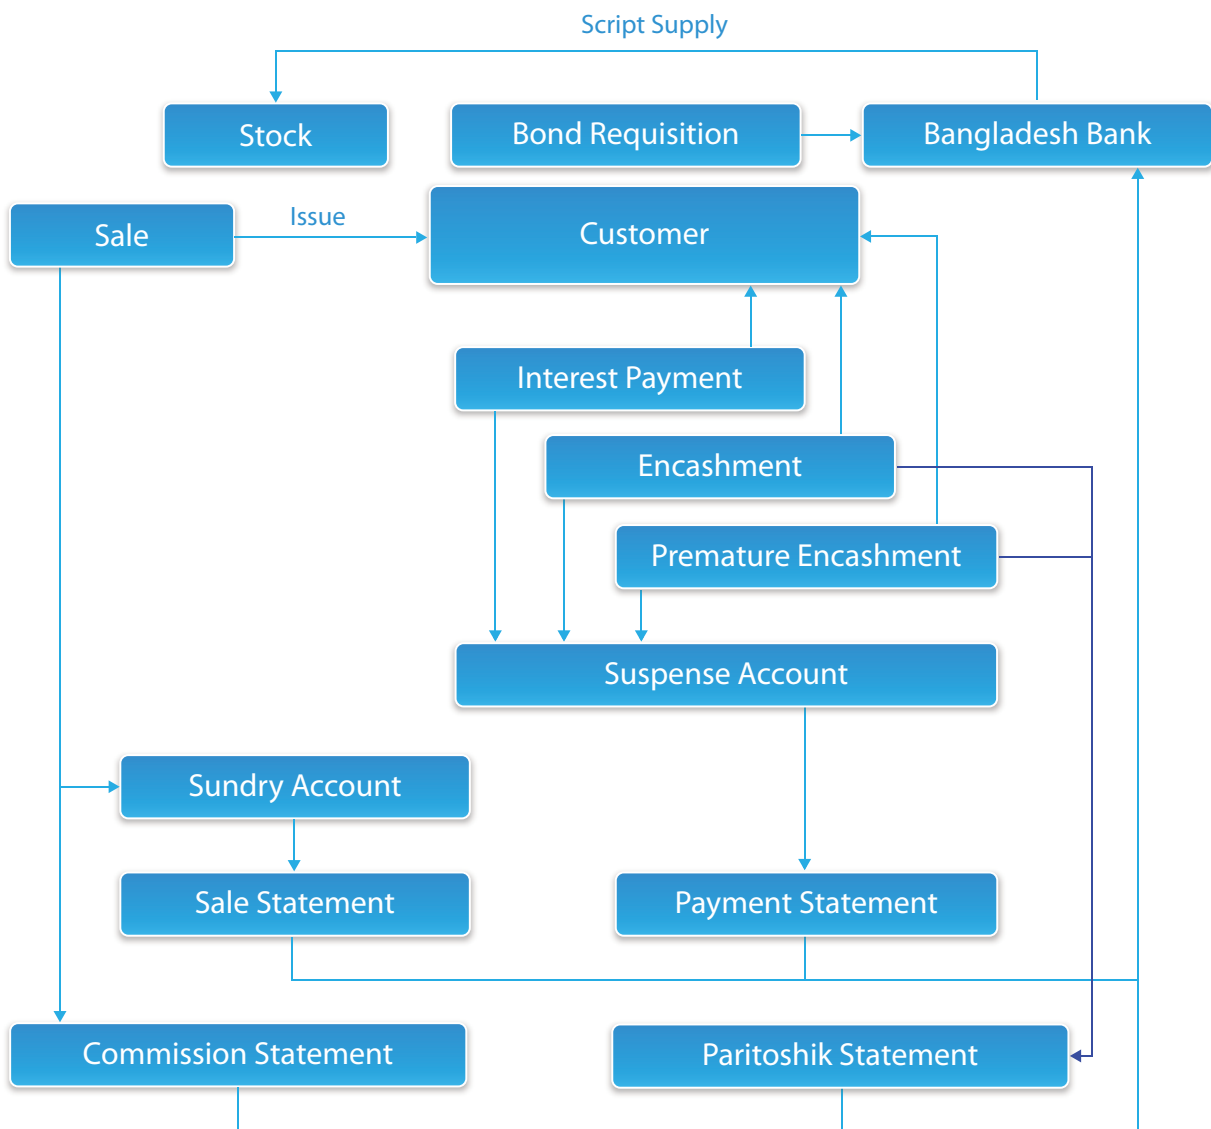 Script Supply
Stock
Bond Requisition
Bangladesh Bank
Sale
Issue
Customer
Interest Payment
Encashment
Premature Encashment
Suspense Account
Sundry Account
Sale Statement
Payment Statement
Commission Statement
Paritoshik Statement